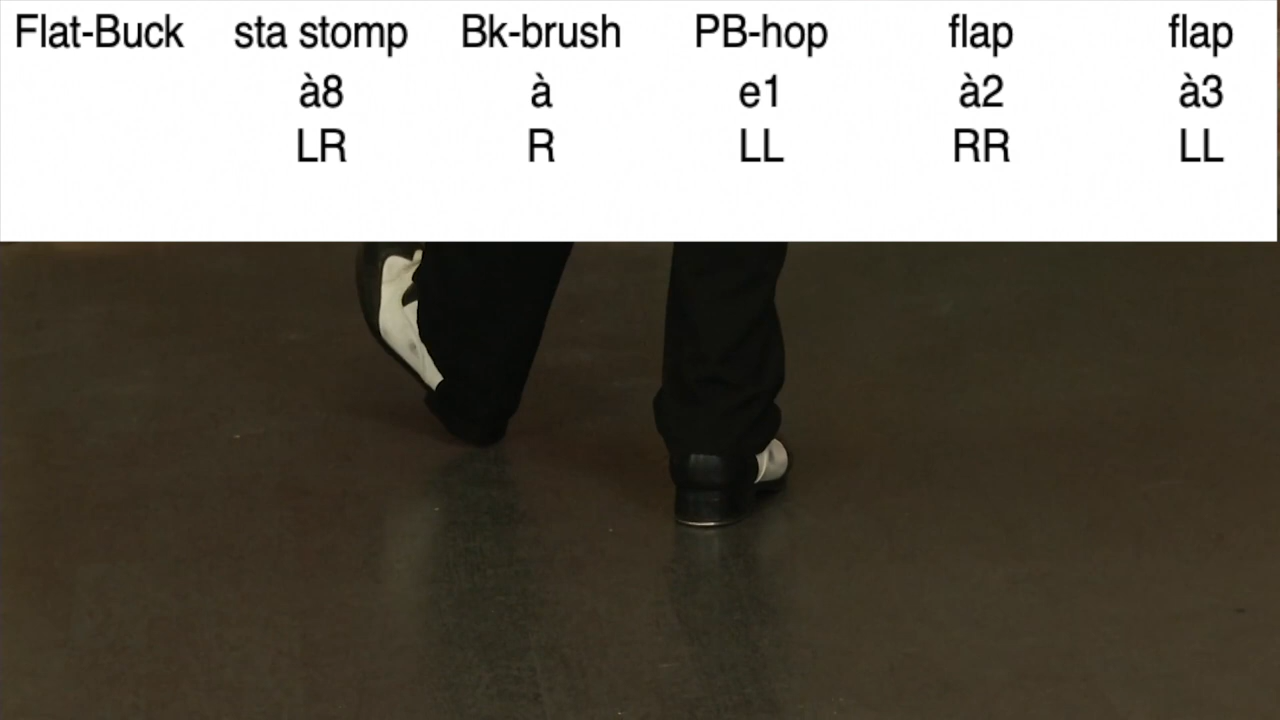 Flat-Buck sta stomp Bk-brush PB-hop flap flap
à8 à e1 à2 à3
LR R LL RR LL